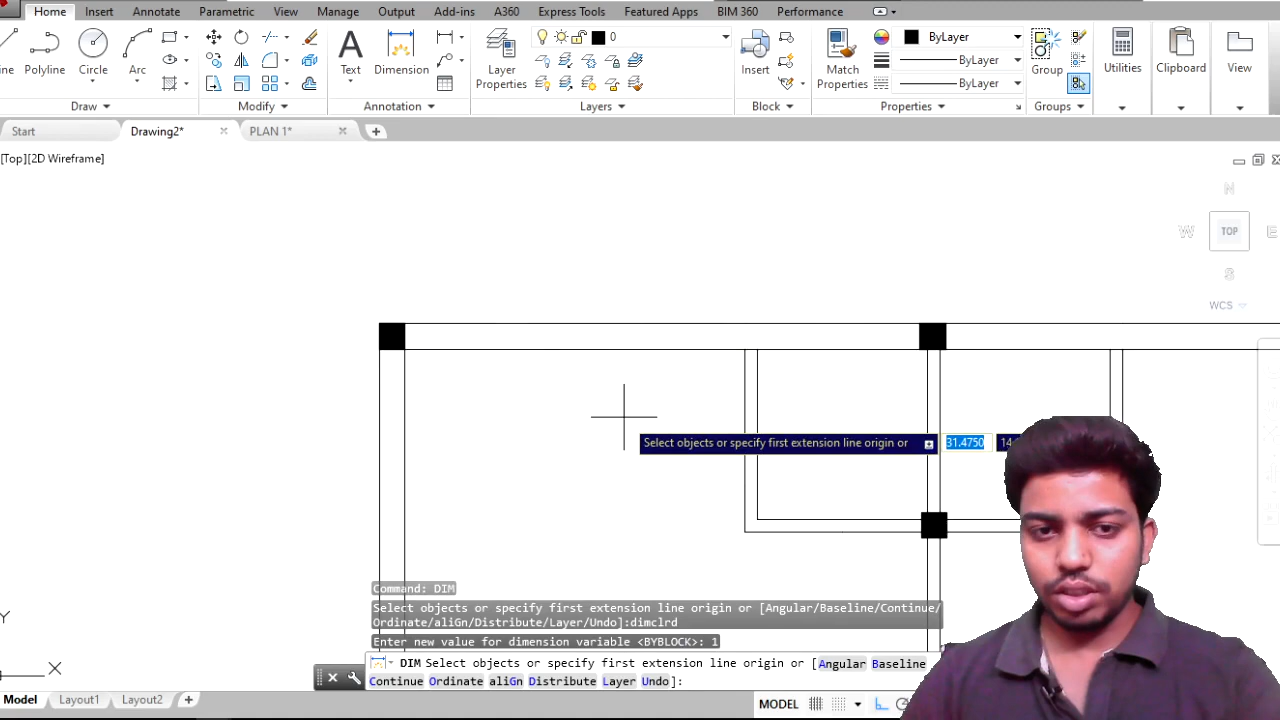 Home Insert Annotate Parametric View Manage Output Add-ins A360 Express Tools Featured Apps BIM 360 Performance
Polyline Circle Arc Text Dimension Layer Properties 0 Insert Match Properties ByLayer Group Utilities Clipboard View
ByLayer
ByLayer
Draw Modify Annotation Layers Block Properties Groups
Start Drawing2* PLAN 1*
[Top][2D Wireframe]
N
W TOP E
S
WCS
Select objects or specify first extension line origin or 31.4750
Command: DIM
Select objects or specify first extension line origin or [Angular/Baseline/Continue/
Ordinate/aliGn/Distribute/Layer/Undo]:dimclrd
Enter new value for dimension variable <BYBLOCK>: 1
DIM Select objects or specify first extension line origin or [Angular Baseline
Continue Ordinate aliGn Distribute Layer Undo]:
Y
X
Model Layout1 Layout2 +
MODEL